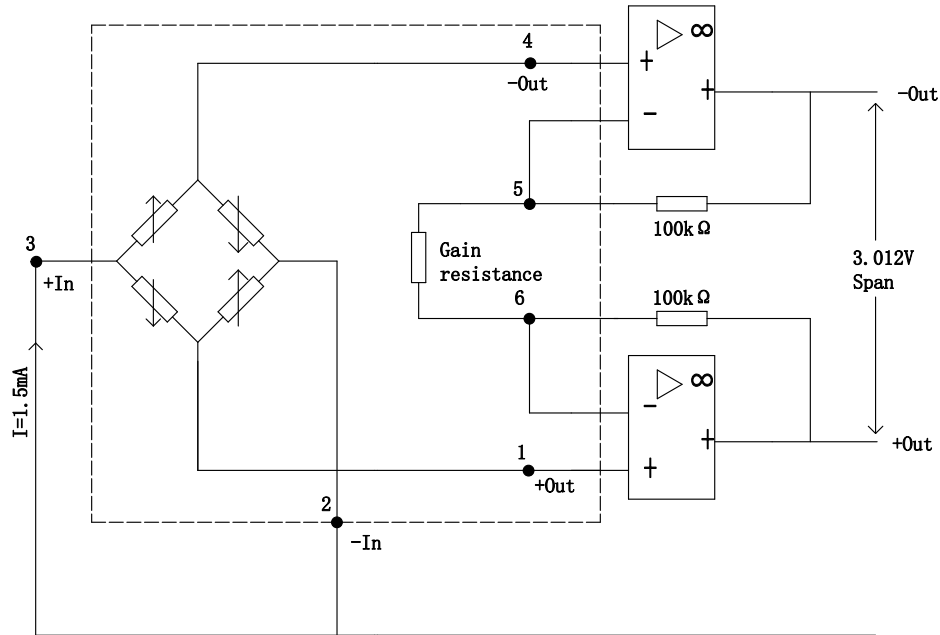 4
-Out
∞
+
+
-
-Out
5
100kΩ
3
+In
Gain
resistance
3.012V
Span
6
100kΩ
I=1.5mA
∞
-
+
+
+Out
1
+Out
2
-In